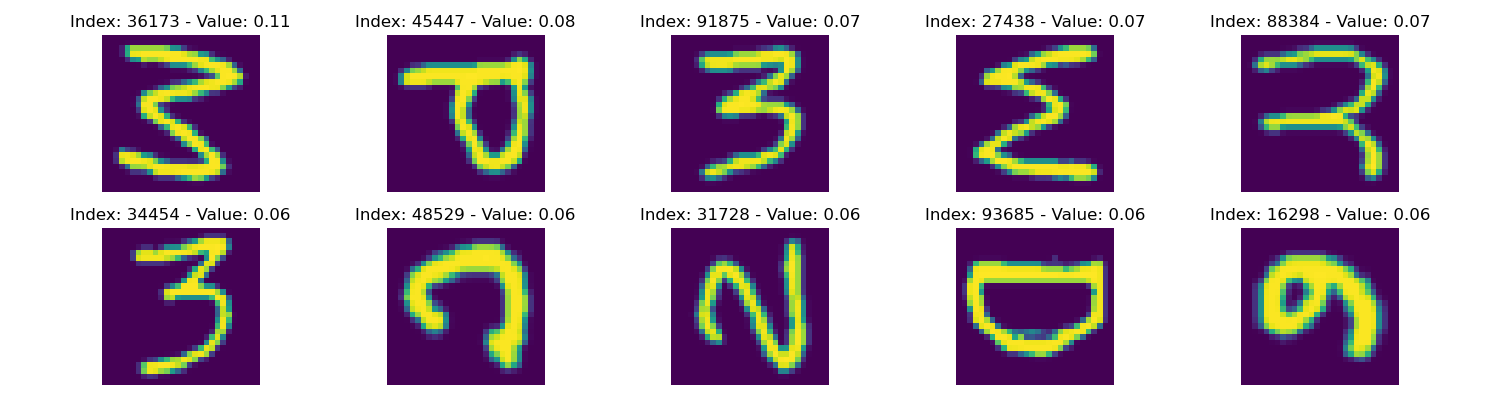 Index: 36173 - Value: 0.11
Index: 45447 - Value: 0.08
Index: 91875 - Value: 0.07
Index: 27438 - Value: 0.07
Index: 88384 - Value: 0.07
Index: 34454 - Value: 0.06
Index: 48529 - Value: 0.06
Index: 31728 - Value: 0.06
Index: 93685 - Value: 0.06
Index: 16298 - Value: 0.06